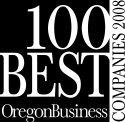 100
BEST
OregonBusiness
COMPANIES 2008